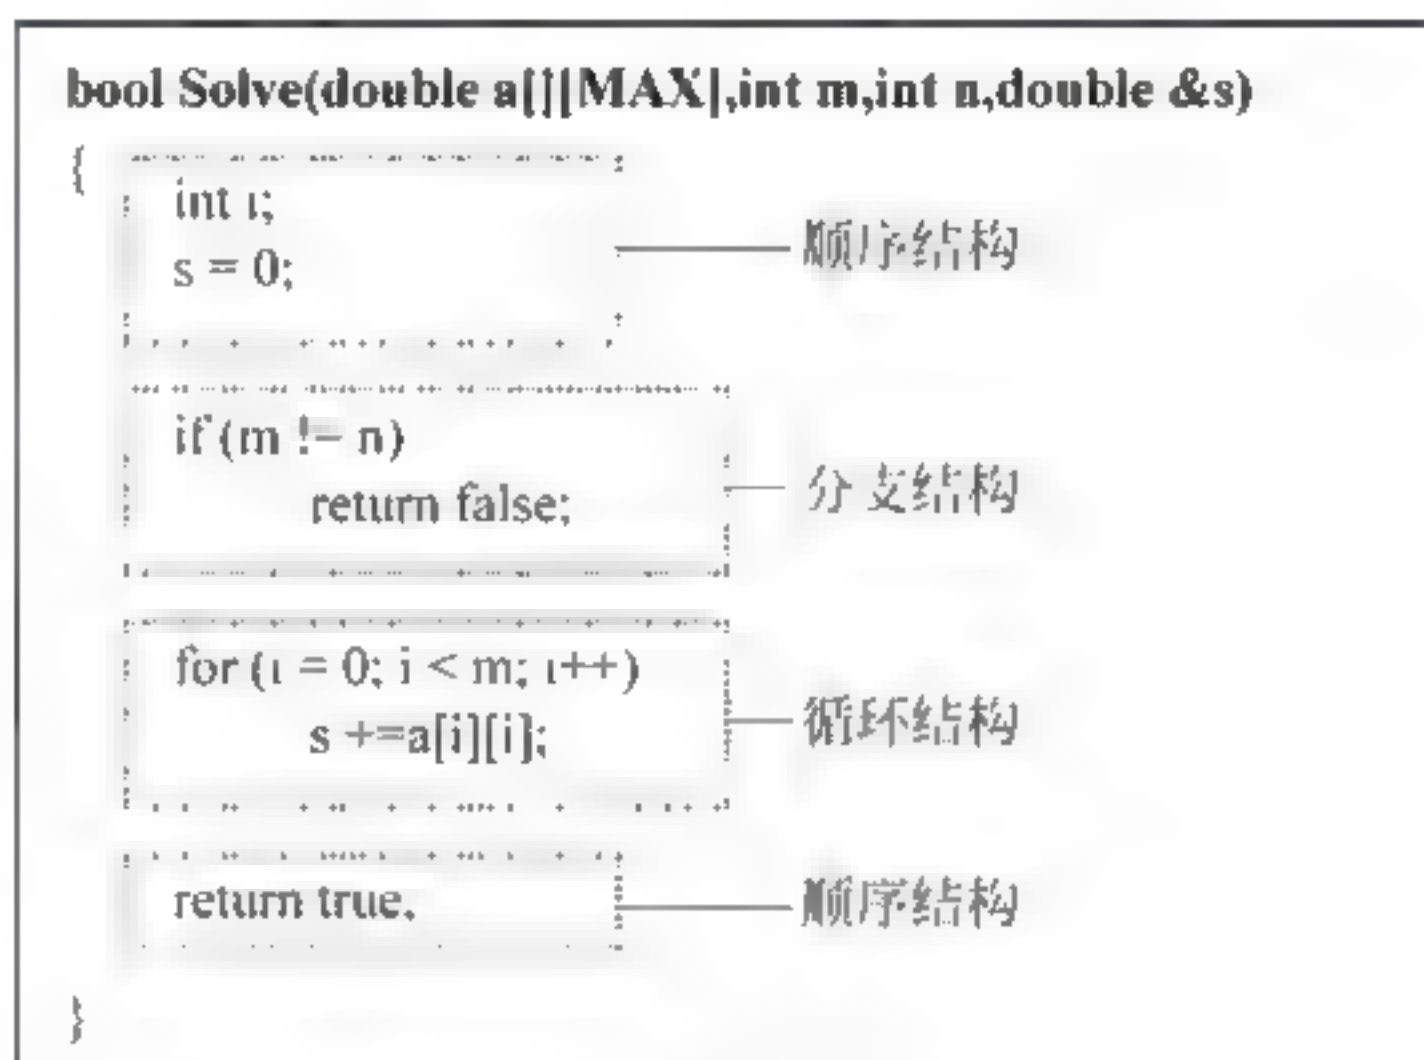 bool Solve(double a[][MAX],int m,int n,double &s)
{
int i;
s = 0;
顺序结构
if (m != n)
return false;
分支结构
for (i = 0; i < m; i++)
s +=a[i][i];
循环结构
return true;
顺序结构
}